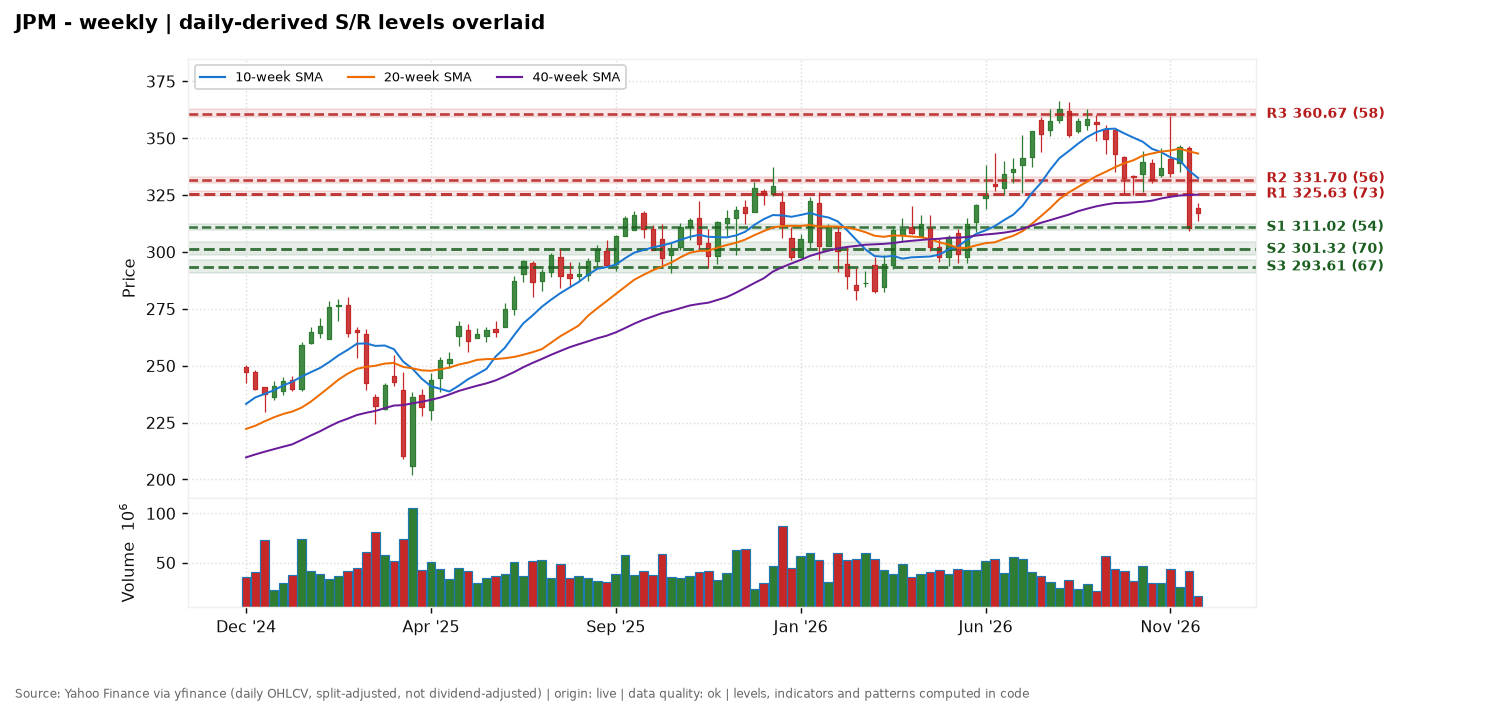 JPM - weekly | daily-derived S/R levels overlaid
10-week SMA
20-week SMA
40-week SMA
375
350
325
300
275
250
225
200
Price
R3 360.67 (58)
R2 331.70 (56)
R1 325.63 (73)
S1 311.02 (54)
S2 301.32 (70)
S3 293.61 (67)
100
50
Volume 10⁶
Dec '24
Apr '25
Sep '25
Jan '26
Jun '26
Nov '26
Source: Yahoo Finance via yfinance (daily OHLCV, split-adjusted, not dividend-adjusted) | origin: live | data quality: ok | levels, indicators and patterns computed in code